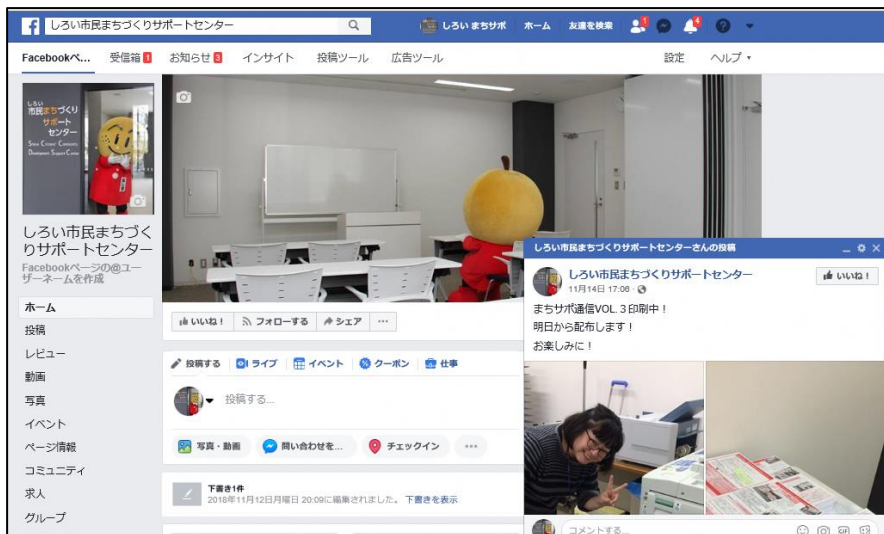 しろい市民まちづくりサポートセンター
しろい まちサポ
ホーム
友達を検索
1
4
Facebookペ...
受信箱 1
お知らせ 3
インサイト
投稿ツール
広告ツール
設定
ヘルプ
しろい
市民まちづくり
サポート
センター
しろい市民まちづく
りサポートセンター
Facebookページの@ユー
ザーネームを作成
ホーム
投稿
レビュー
動画
写真
イベント
ページ情報
コミュニティ
求人
グループ
いいね!
フォローする
シェア
...
投稿する
ライブ
イベント
クーポン
仕事
投稿する...
写真・動画
問い合わせを...
チェックイン
...
下書き1件
2018年11月12日月曜日 20:09に編集されました。 下書きを表示
しろい市民まちづくりサポートセンターさんの投稿
しろい市民まちづくりサポートセンター
11月14日 17:06
いいね!
まちサポ通信VOL.3印刷中!
明日から配布します!
お楽しみに!
コメントする...
GIF